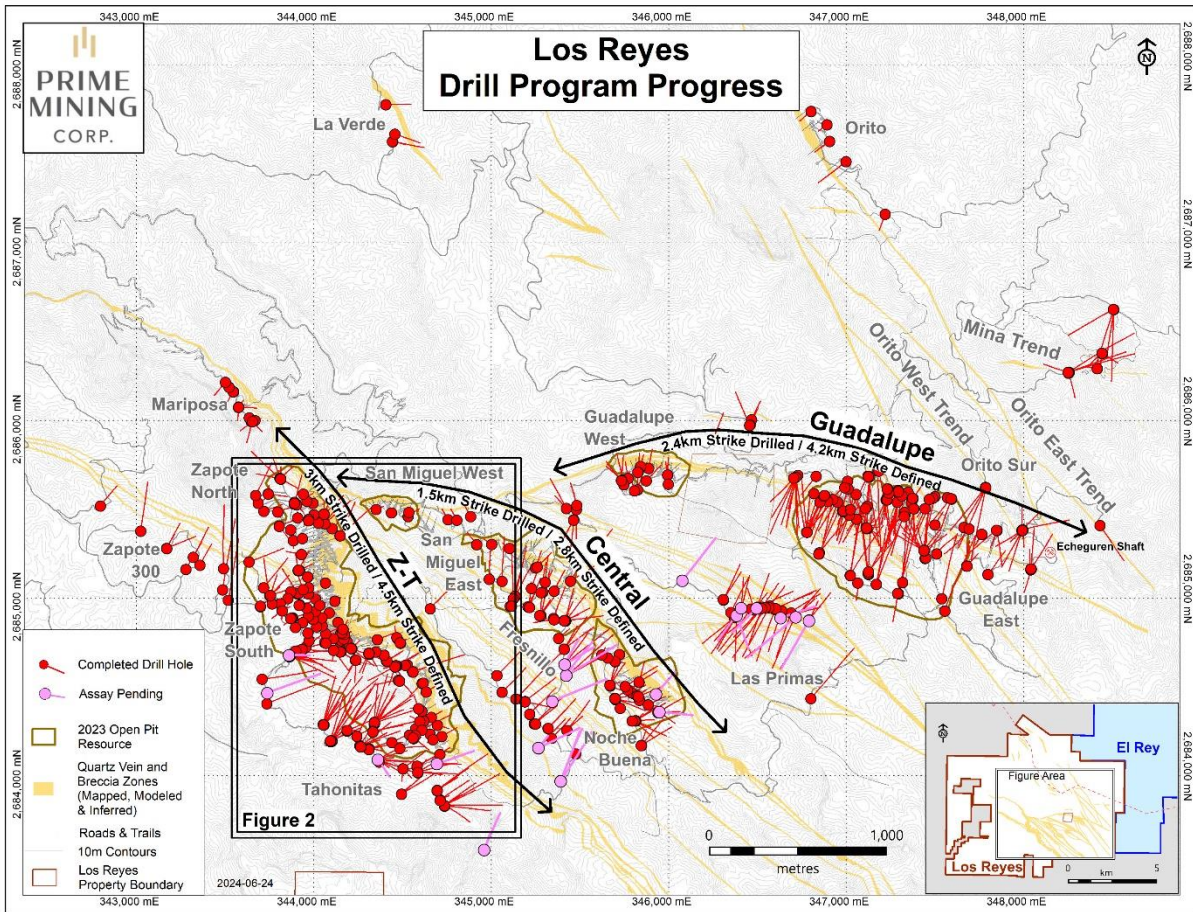 343,000 mE
344,000 mE
345,000 mE
346,000 mE
347,000 mE
348,000 mE
PRIME
MINING
CORP.
Los Reyes
Drill Program Progress
N
2,688,000 mN
2,688,000 mN
La Verde
Orito
2,687,000 mN
2,687,000 mN
Mina Trend
Orito West Trend
Orito East Trend
Mariposa
2,686,000 mN
2,686,000 mN
Guadalupe
West
Guadalupe
2.4km Strike Drilled / 4.2km Strike Defined
Orito Sur
Zapote
North
San Miguel West
3km Strike Drilled / 4.5km Strike Defined
Z-T
1.5km Strike Drilled / 2.8km Strike Defined
Central
San
Miguel
East
Zapote
300
Echeguren Shaft
2,685,000 mN
2,685,000 mN
Guadalupe
East
Zapote
South
Fresnillo
Las Primas
Noche
Buena
2,684,000 mN
2,684,000 mN
Tahonitas
Figure 2
Completed Drill Hole
Assay Pending
2023 Open Pit
Resource
Quartz Vein and
Breccia Zones
(Mapped, Modeled
& Inferred)
Roads & Trails
10m Contours
Los Reyes
Property Boundary
2024-06-24
0
1,000
metres
N
El Rey
Figure Area
Los Reyes
0
5
km
343,000 mE
344,000 mE
345,000 mE
346,000 mE
347,000 mE
348,000 mE